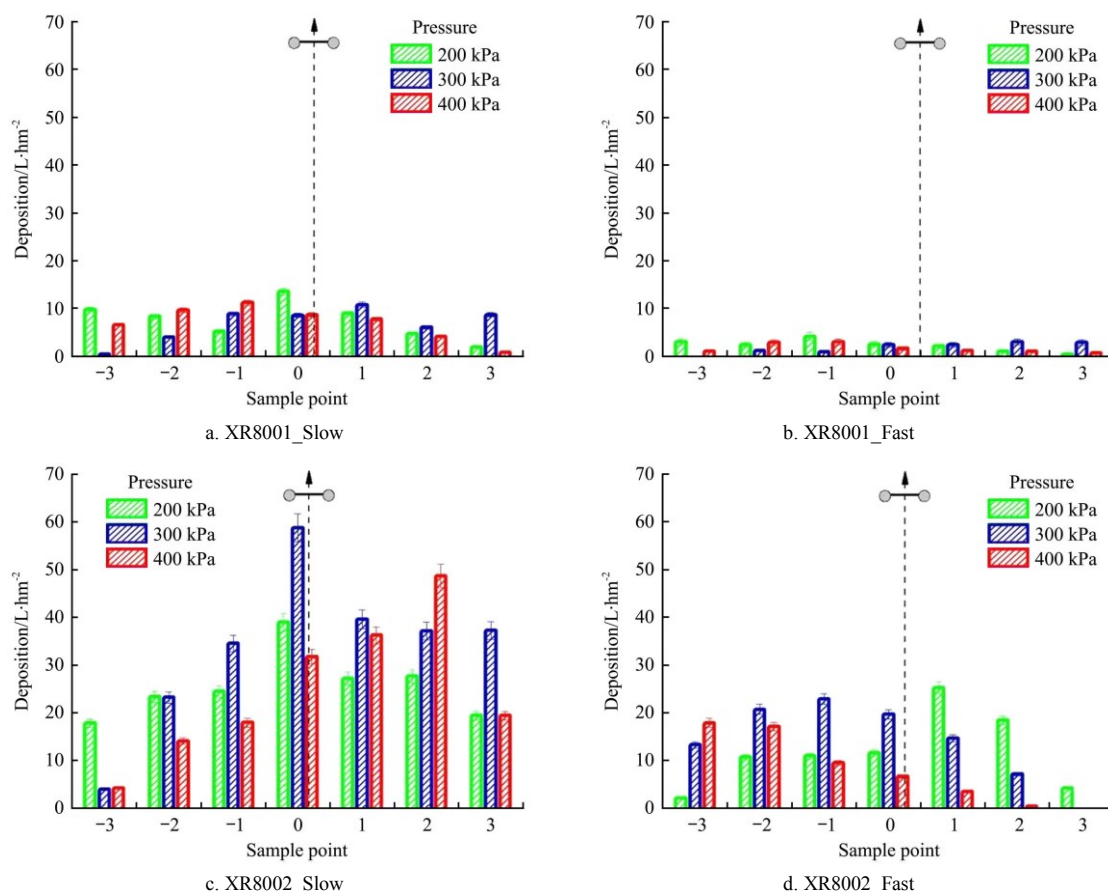 70
60
50
40
30
20
10
0
Deposition/L·hm⁻²
Pressure
200 kPa
300 kPa
400 kPa
−3 −2 −1 0 1 2 3
Sample point
a. XR8001_Slow
70
60
50
40
30
20
10
0
Deposition/L·hm⁻²
Pressure
200 kPa
300 kPa
400 kPa
−3 −2 −1 0 1 2 3
Sample point
b. XR8001_Fast
70
60
50
40
30
20
10
0
Deposition/L·hm⁻²
Pressure
200 kPa
300 kPa
400 kPa
−3 −2 −1 0 1 2 3
Sample point
c. XR8002_Slow
70
60
50
40
30
20
10
0
Deposition/L·hm⁻²
Pressure
200 kPa
300 kPa
400 kPa
−3 −2 −1 0 1 2 3
Sample point
d. XR8002_Fast